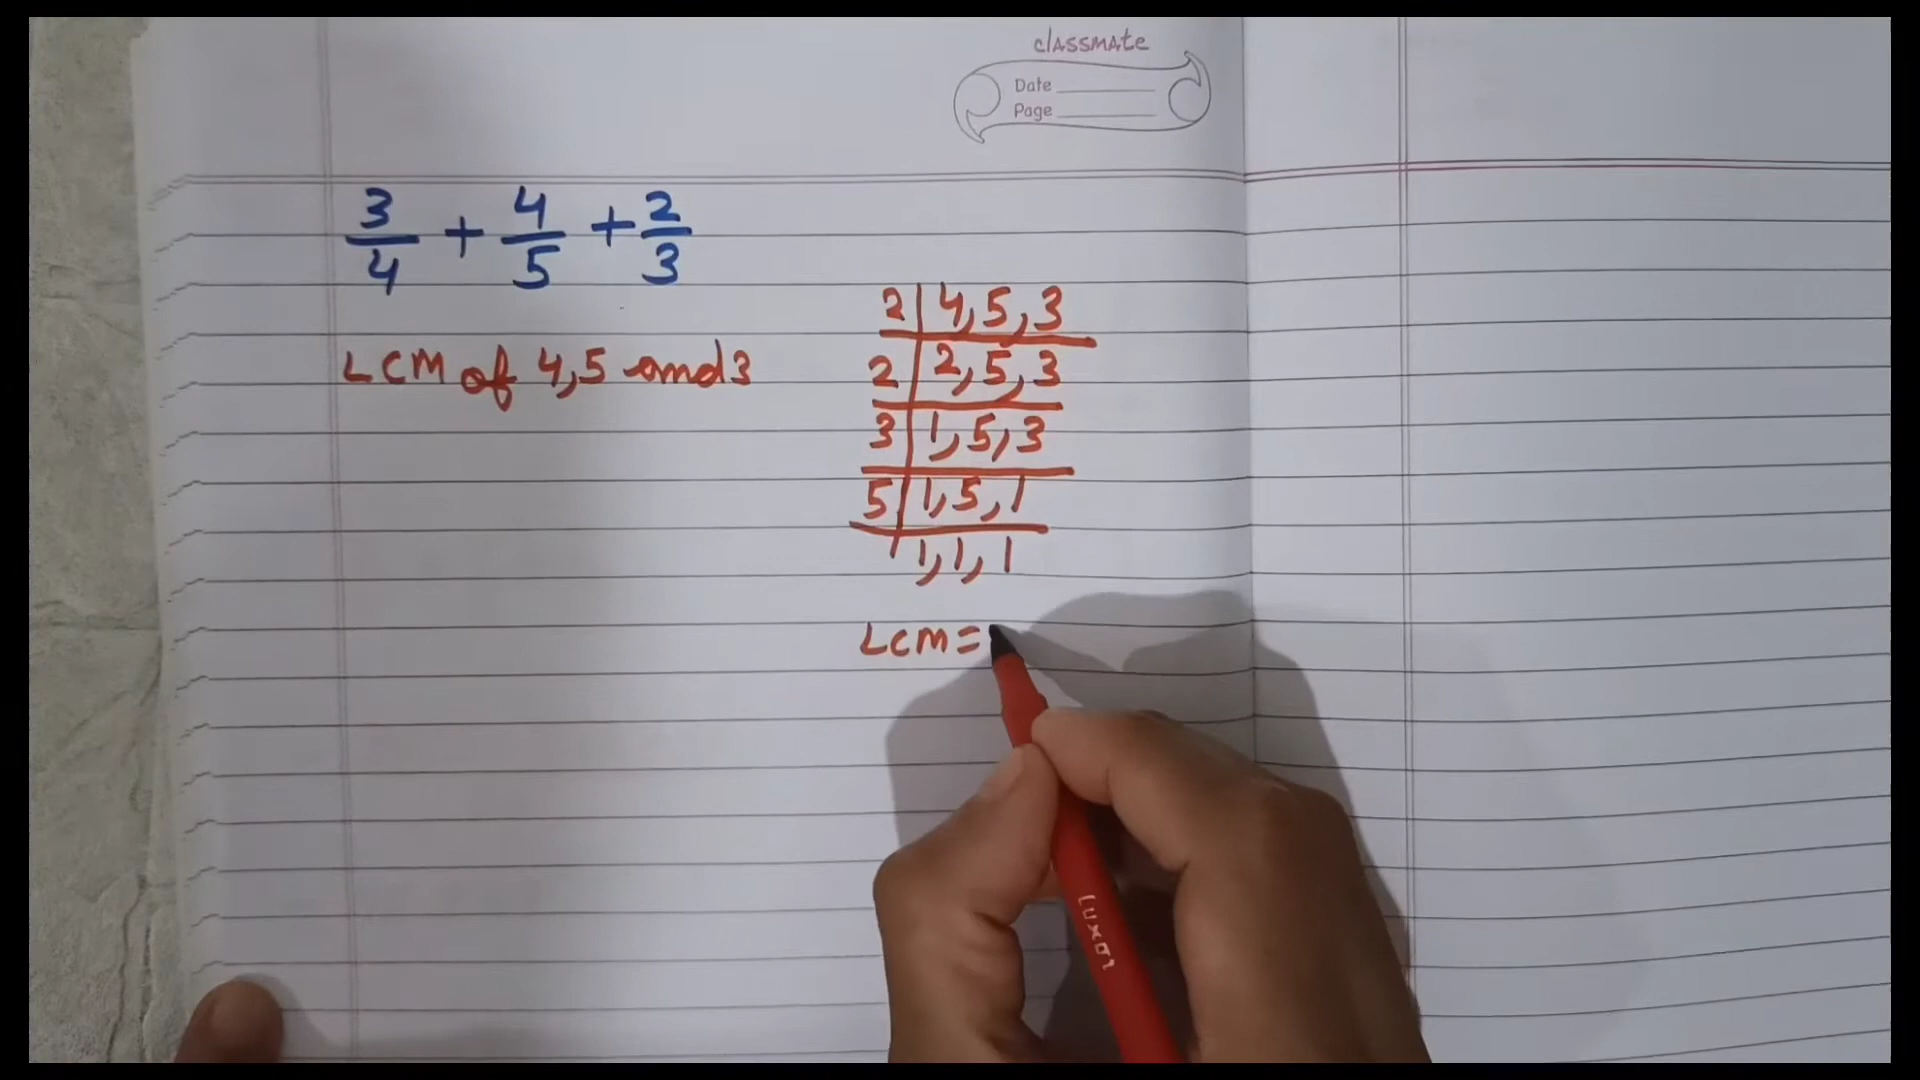 classmate
Date
Page
3/4 + 4/5 + 2/3
LCM of 4,5 and 3
2 | 4,5,3
2 | 2,5,3
3 | 1,5,3
5 | 1,5,1
1,1,1
LCM=
Luxor